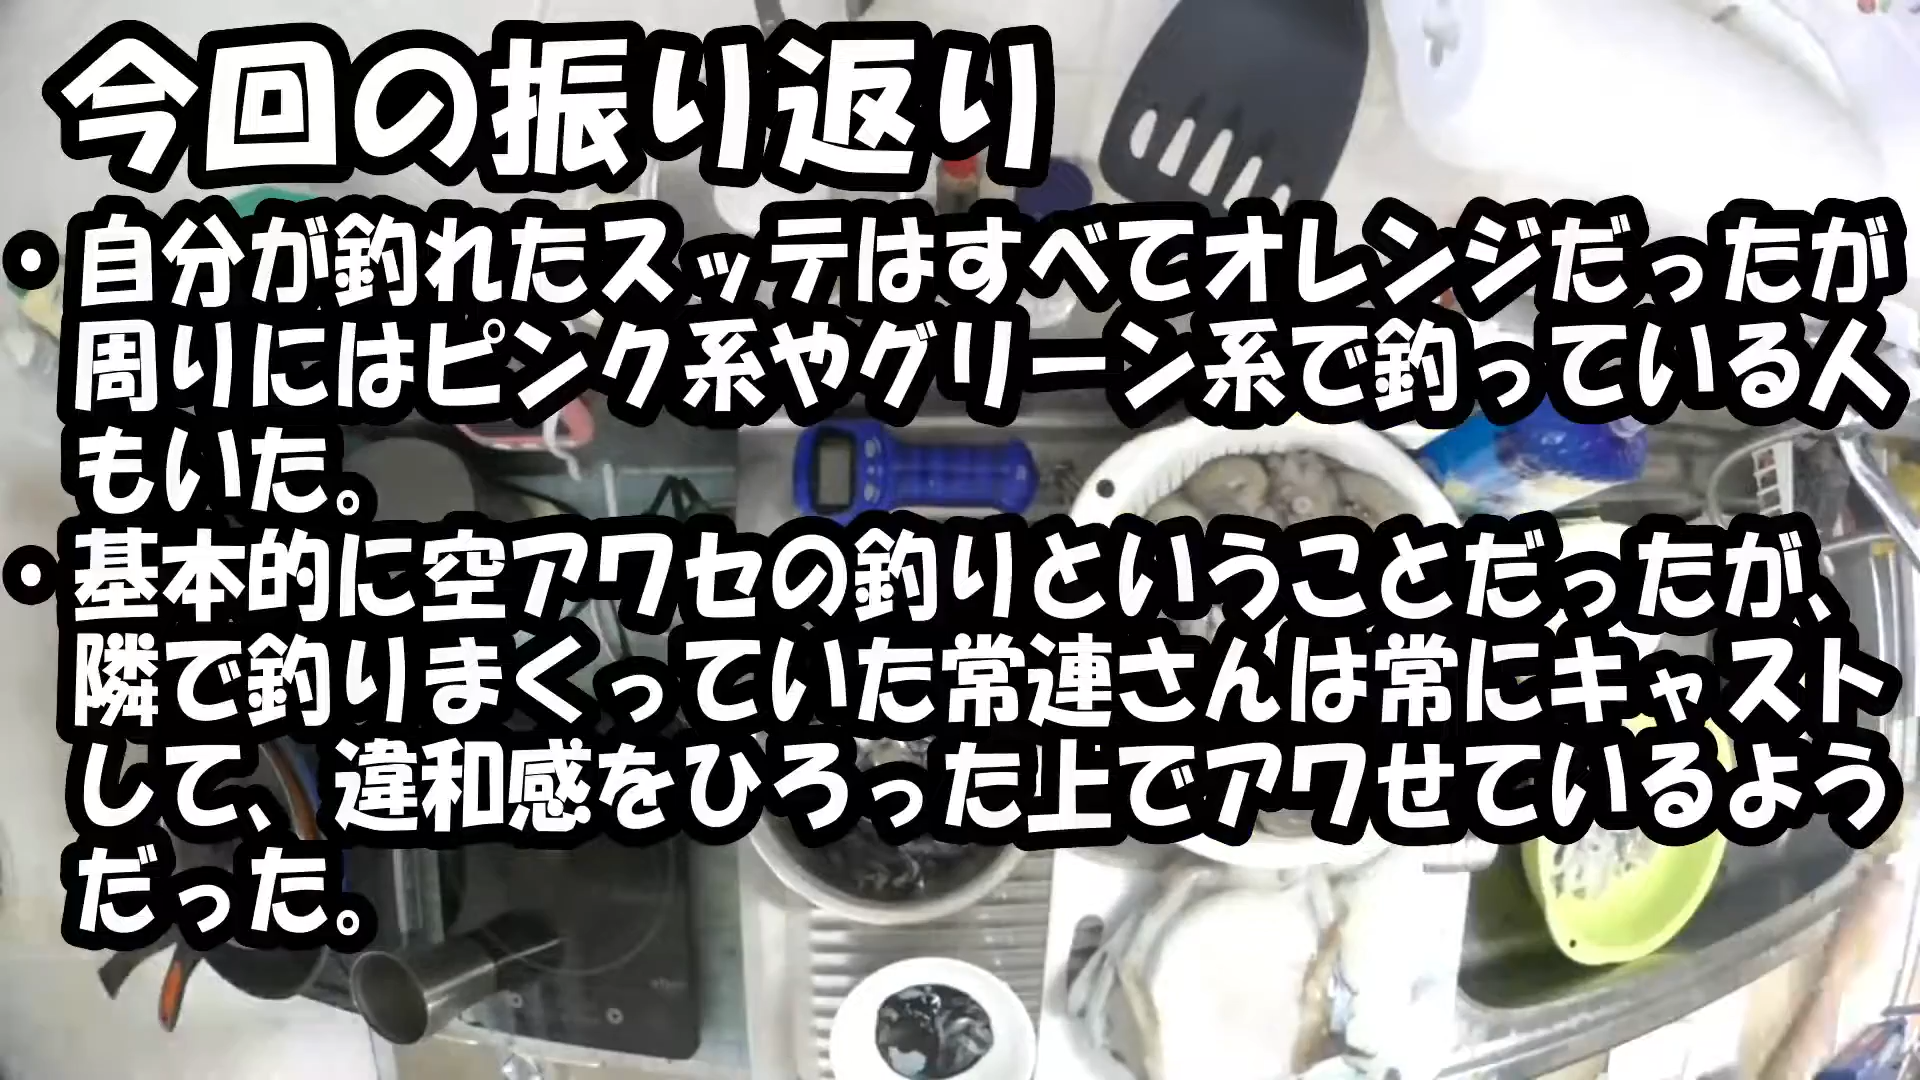 今回の振り返り
・自分が釣れたスッテはすべてオレンジだったが
周りにはピンク系やグリーン系で釣っている人
もいた。
・基本的に空アワセの釣りということだったが、
隣で釣りまくっていた常連さんは常にキャスト
して、違和感をひろった上でアワせているよう
だった。